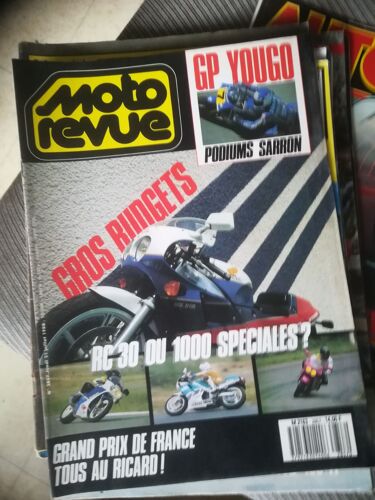 Moto
revue
GP YOUGO
PODIUMS SARRON
GROS BUDGETS
RC 30 OU 1000 SPECIALES ?
GRAND PRIX DE FRANCE
TOUS AU RICARD !